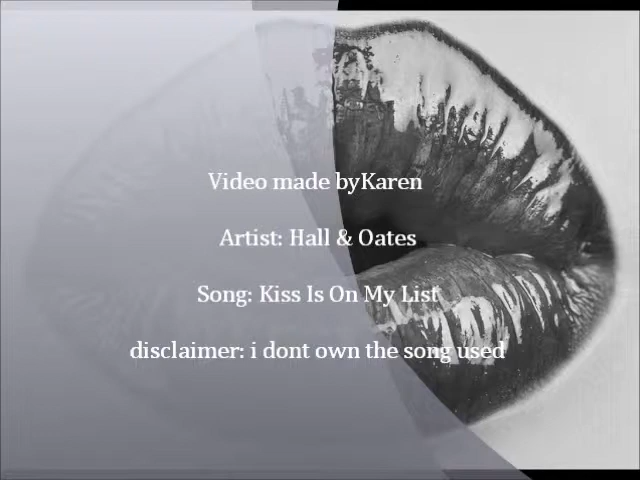 Video made byKaren
Artist: Hall & Oates
Song: Kiss Is On My List
disclaimer: i dont own the song used